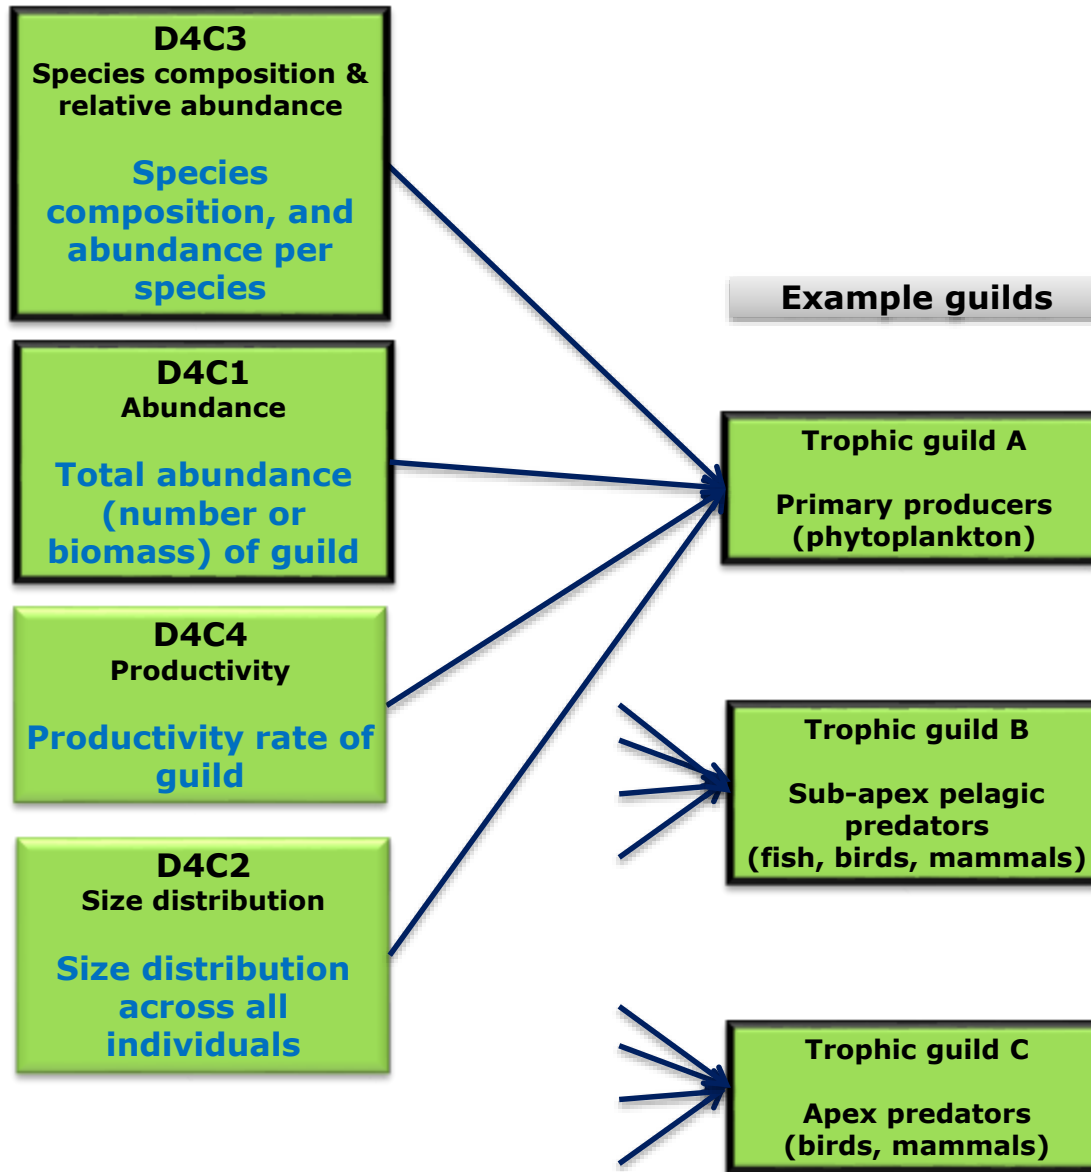 D4C3
Species composition &
relative abundance
Species
composition, and
abundance per
species
D4C1
Abundance
Total abundance
(number or
biomass) of guild
D4C4
Productivity
Productivity rate of
guild
D4C2
Size distribution
Size distribution
across all
individuals
Example guilds
Trophic guild A
Primary producers
(phytoplankton)
Trophic guild B
Sub-apex pelagic
predators
(fish, birds, mammals)
Trophic guild C
Apex predators
(birds, mammals)